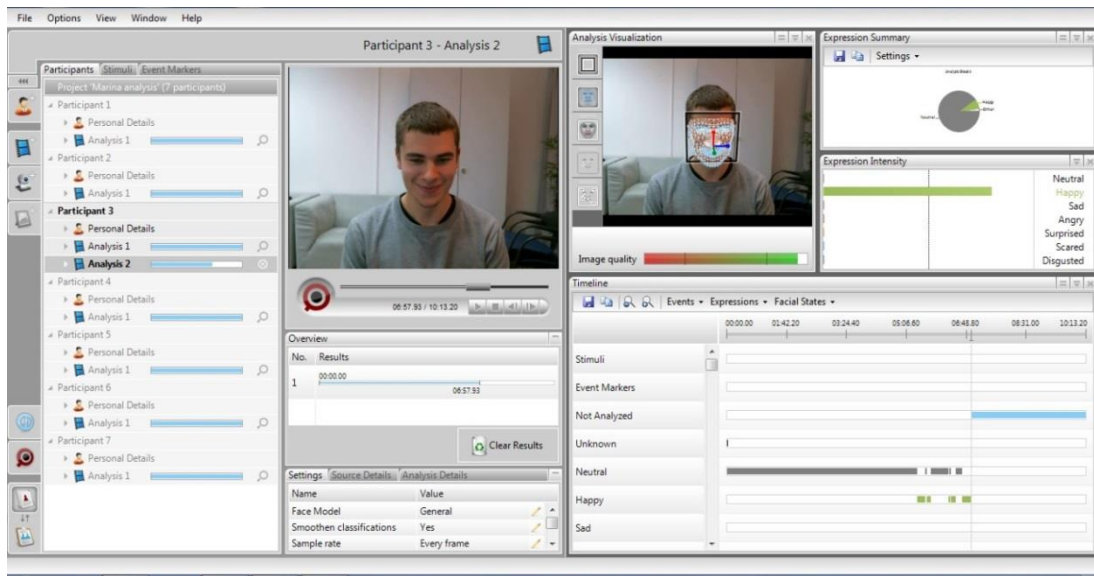 File Options View Window Help
Participant 3 - Analysis 2
Participants Stimuli Event Markers
Project 'Marina analysis' (7 participants)
Participant 1
Personal Details
Analysis 1
Participant 2
Personal Details
Analysis 1
Participant 3
Personal Details
Analysis 1
Analysis 2
Participant 4
Personal Details
Analysis 1
Participant 5
Personal Details
Analysis 1
Participant 6
Personal Details
Analysis 1
Participant 7
Personal Details
Analysis 1
06:57.93 / 10:13.20
Overview
No. Results
1 00:00.00
06:57.93
Clear Results
Settings Source Details Analysis Details
Name Value
Face Model General
Smoothen classifications Yes
Sample rate Every frame
Analysis Visualization
Image quality
Expression Summary
Settings
Happy
Other
Neutral
Expression Intensity
Neutral
Happy
Sad
Angry
Surprised
Scared
Disgusted
Timeline
Events Expressions Facial States
00:00.00 01:42.20 03:24.40 05:06.60 06:48.80 08:31.00 10:13.20
Stimuli
Event Markers
Not Analyzed
Unknown
Neutral
Happy
Sad